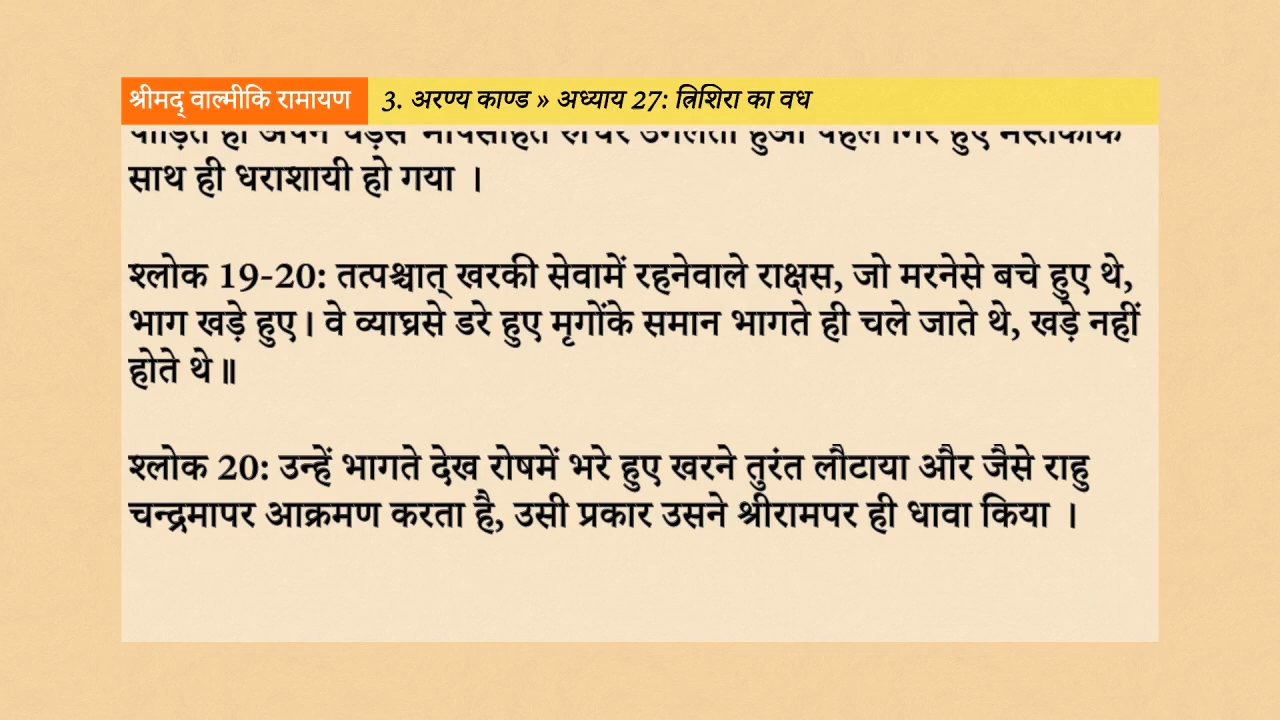 श्रीमद् वाल्मीकि रामायण
3. अरण्य काण्ड » अध्याय 27: त्रिशिरा का वध
साथ ही धराशायी हो गया ।
श्लोक 19-20: तत्पश्चात् खरकी सेवामें रहनेवाले राक्षस, जो मरनेसे बचे हुए थे,
भाग खड़े हुए। वे व्याघ्रसे डरे हुए मृगोंके समान भागते ही चले जाते थे, खड़े नहीं
होते थे॥
श्लोक 20: उन्हें भागते देख रोषमें भरे हुए खरने तुरंत लौटाया और जैसे राहु
चन्द्रमापर आक्रमण करता है, उसी प्रकार उसने श्रीरामपर ही धावा किया ।